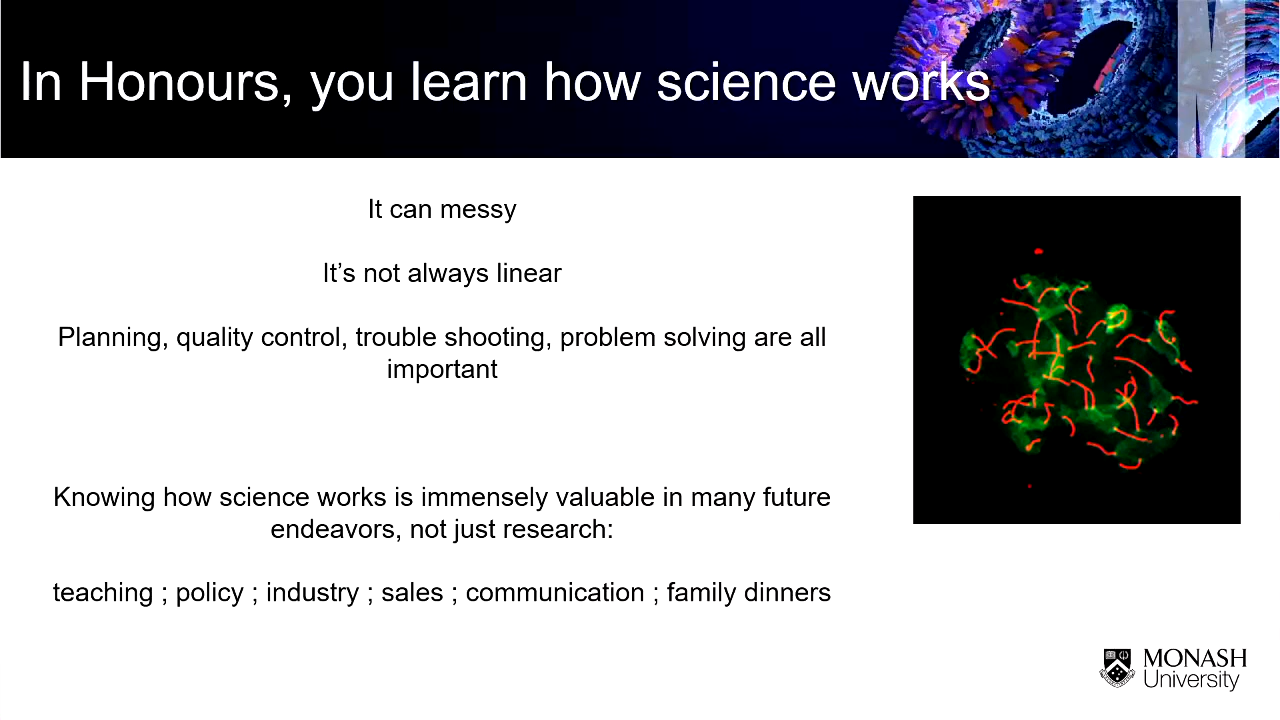 In Honours, you learn how science works
It can messy
It’s not always linear
Planning, quality control, trouble shooting, problem solving are all
important
Knowing how science works is immensely valuable in many future
endeavors, not just research:
teaching ; policy ; industry ; sales ; communication ; family dinners
MONASH
University